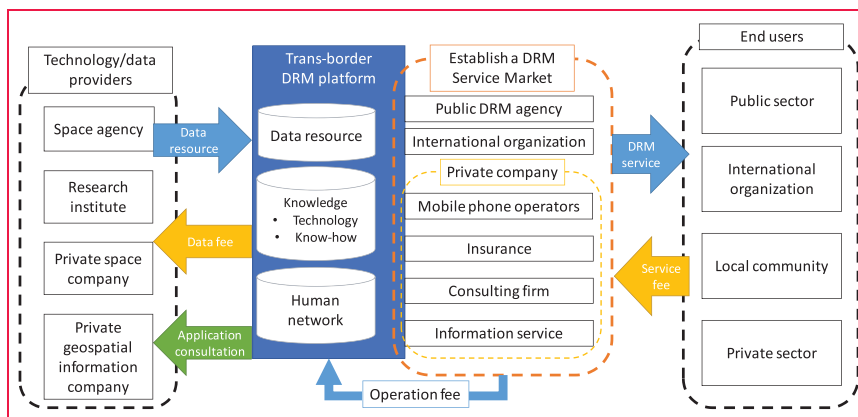 Technology/data
providers
Space agency
Research
institute
Private space
company
Private
geospatial
information
company
Data
resource
Data fee
Application
consultation
Trans-border
DRM platform
Data resource
Knowledge
• Technology
• Know-how
Human
network
Establish a DRM
Service Market
Public DRM agency
International organization
Private company
Mobile phone operators
Insurance
Consulting firm
Information service
Operation fee
DRM
service
Service
fee
End users
Public sector
International
organization
Local community
Private sector